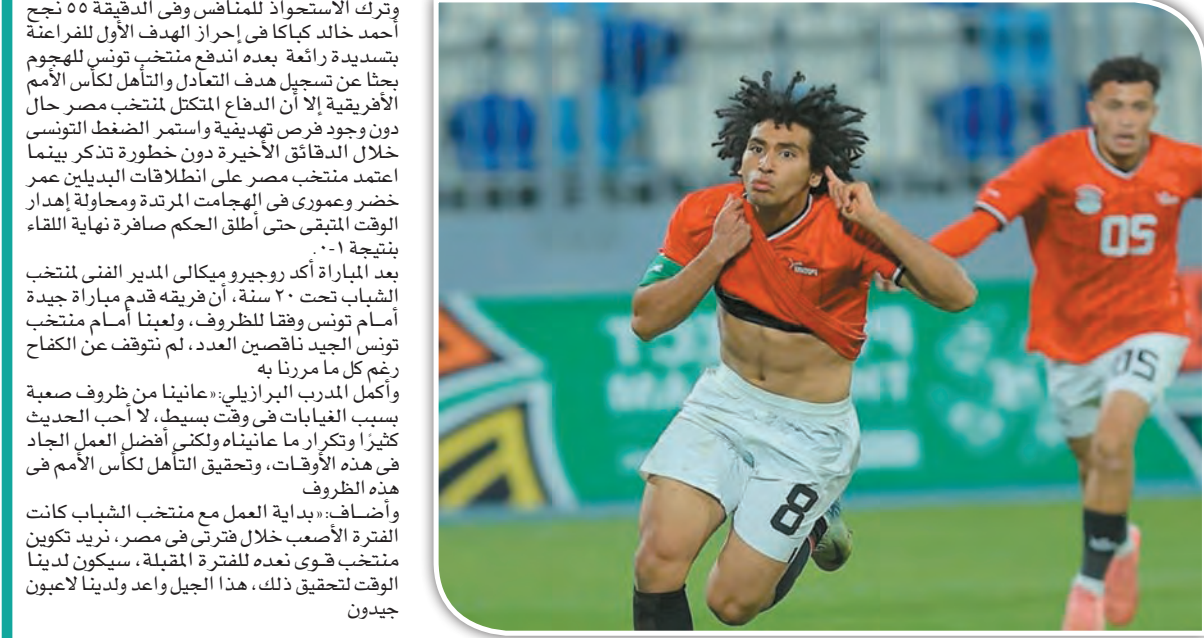 وترك الاستحواذ للمنافس وفى الدقيقة ٥٥ نجح
أحمد خالد كباكا فى إحراز الهدف الأول للفراعنة
بتسديدة رائعة بعده اندفع منتخب تونس للهجوم
بحثا عن تسجيل هدف التعادل والتأهل لكأس الأمم
الأفريقية إلا أن الدفاع المتكتل لمنتخب مصر حال
دون وجود فرص تهديفية واستمر الضغط التونسى
خلال الدقائق الأخيرة دون خطورة تذكر بينما
اعتمد منتخب مصر على انطلاقات البديلين عمر
خضر وعمورى فى الهجمات المرتدة ومحاولة إهدار
الوقت المتبقى حتى أطلق الحكم صافرة نهاية اللقاء
بنتيجة ١-٠.
بعد المباراة أكد روجيرو ميكالى المدير الفنى لمنتخب
الشباب تحت ٢٠ سنة، أن فريقه قدم مباراة جيدة
أمام تونس وفقا للظروف، ولعبنا أمام منتخب
تونس الجيد ناقصين العدد، لم نتوقف عن الكفاح
رغم كل ما مررنا به
وأكمل المدرب البرازيلي: «عانينا من ظروف صعبة
بسبب الغيابات فى وقت بسيط، لا أحب الحديث
كثيرًا وتكرار ما عانيناه ولكنى أفضل العمل الجاد
فى هذه الأوقات، وتحقيق التأهل لكأس الأمم فى
هذه الظروف
وأضاف: «بداية العمل مع منتخب الشباب كانت
الفترة الأصعب خلال فترتى فى مصر، نريد تكوين
منتخب قوى نعده للفترة المقبلة، سيكون لدينا
الوقت لتحقيق ذلك، هذا الجيل واعد ولدينا لاعبون
جيدون
05
05
8